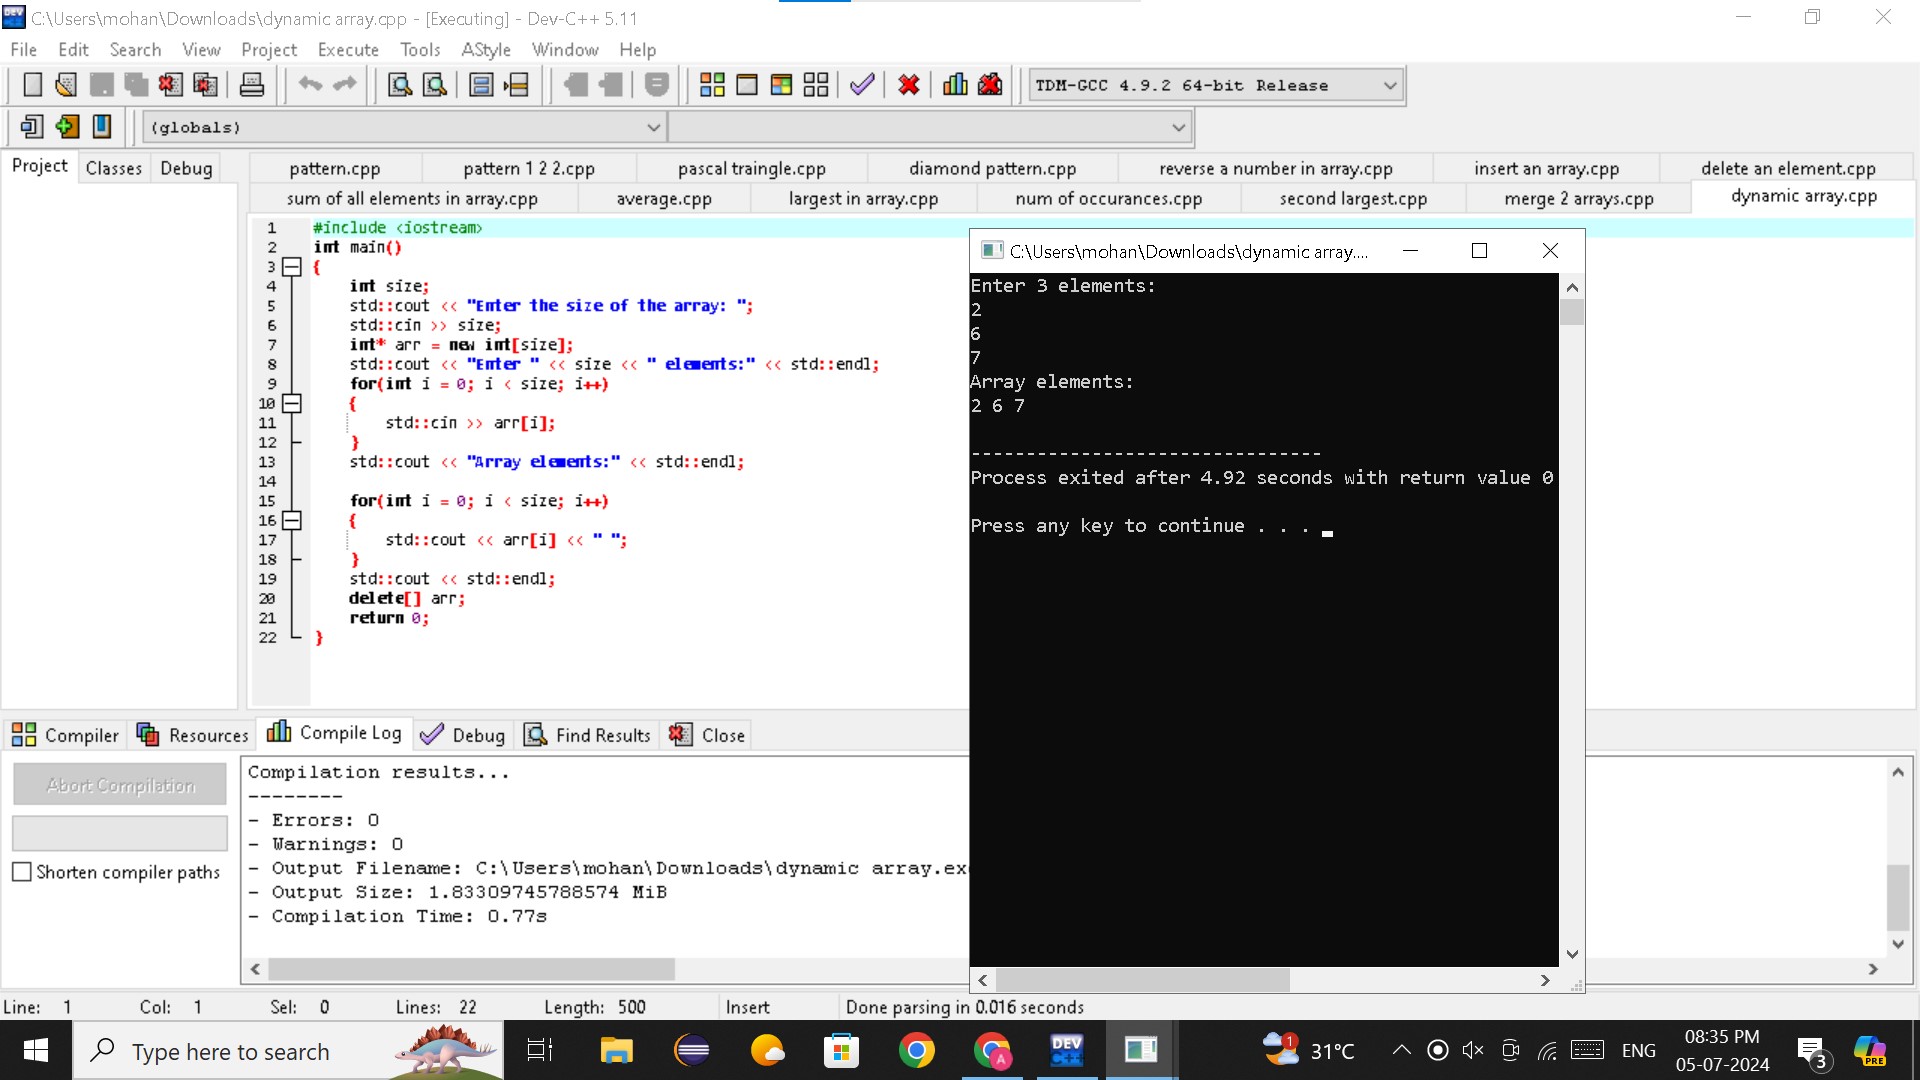 C:\Users\mohan\Downloads\dynamic array.cpp - [Executing] - Dev-C++ 5.11
File Edit Search View Project Execute Tools AStyle Window Help
TDM-GCC 4.9.2 64-bit Release
(globals)
Project Classes Debug
pattern.cpp pattern 1 2 2.cpp pascal traingle.cpp diamond pattern.cpp reverse a number in array.cpp insert an array.cpp delete an element.cpp
sum of all elements in array.cpp average.cpp largest in array.cpp num of occurances.cpp second largest.cpp merge 2 arrays.cpp dynamic array.cpp
1 #include <iostream>
2 int main()
3 {
4 int size;
5 std::cout << "Enter the size of the array: ";
6 std::cin >> size;
7 int* arr = new int[size];
8 std::cout << "Enter " << size << " elements:" << std::endl;
9 for(int i = 0; i < size; i++)
10 {
11 std::cin >> arr[i];
12 }
13 std::cout << "Array elements:" << std::endl;
14
15 for(int i = 0; i < size; i++)
16 {
17 std::cout << arr[i] << " ";
18 }
19 std::cout << std::endl;
20 delete[] arr;
21 return 0;
22 }
C:\Users\mohan\Downloads\dynamic array....
Enter 3 elements:
2
6
7
Array elements:
2 6 7
--------------------------------
Process exited after 4.92 seconds with return value 0
Press any key to continue . . .
Compiler Resources Compile Log Debug Find Results Close
Abort Compilation
Shorten compiler paths
Compilation results...
--------
- Errors: 0
- Warnings: 0
- Output Filename: C:\Users\mohan\Downloads\dynamic array.ex
- Output Size: 1.83309745788574 MiB
- Compilation Time: 0.77s
Line: 1 Col: 1 Sel: 0 Lines: 22 Length: 500 Insert Done parsing in 0.016 seconds
Type here to search
DEV C++
A
1
31°C
ENG
08:35 PM
05-07-2024
3
PRE